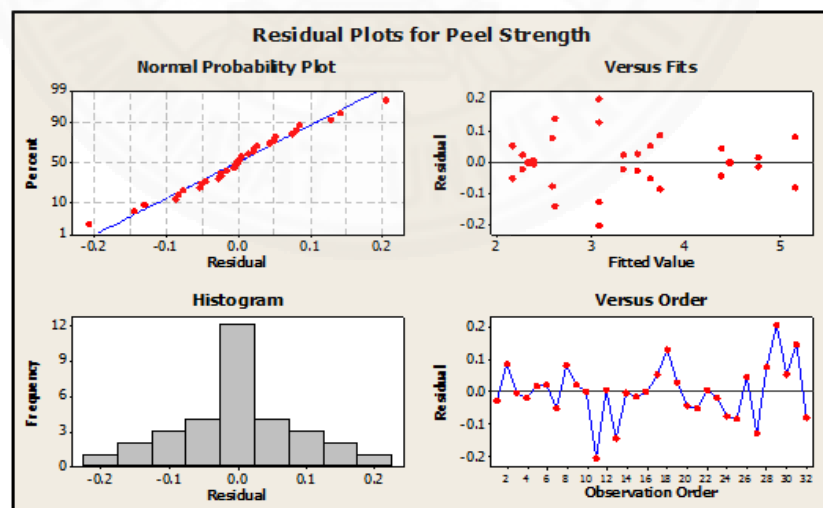 Residual Plots for Peel Strength
Normal Probability Plot
99
90
50
10
1
Percent
-0.2 -0.1 0.0 0.1 0.2
Residual
Versus Fits
0.2
0.1
0.0
-0.1
-0.2
Residual
2 3 4 5
Fitted Value
Histogram
12
9
6
3
0
Frequency
-0.2 -0.1 0.0 0.1 0.2
Residual
Versus Order
0.2
0.1
0.0
-0.1
-0.2
Residual
2 4 6 8 10 12 14 16 18 20 22 24 26 28 30 32
Observation Order